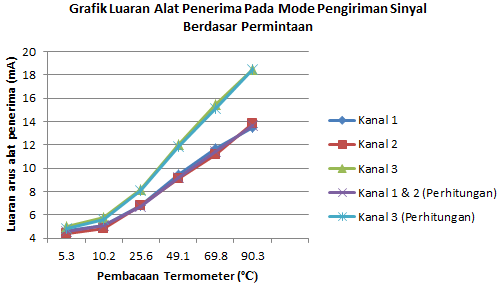 Grafik Luaran Alat Penerima Pada Mode Pengiriman Sinyal
Berdasar Permintaan
Luaran arus alat penerima (mA)
20
18
16
14
12
10
8
6
4
5.3 10.2 25.6 49.1 69.8 90.3
Pembacaan Termometer (°C)
Kanal 1
Kanal 2
Kanal 3
Kanal 1 & 2 (Perhitungan)
Kanal 3 (Perhitungan)